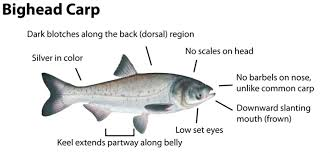 Bighead Carp
Dark blotches along the back (dorsal) region
No scales on head
Silver in color
No barbels on nose,
unlike common carp
Downward slanting
mouth (frown)
Low set eyes
Keel extends partway along belly